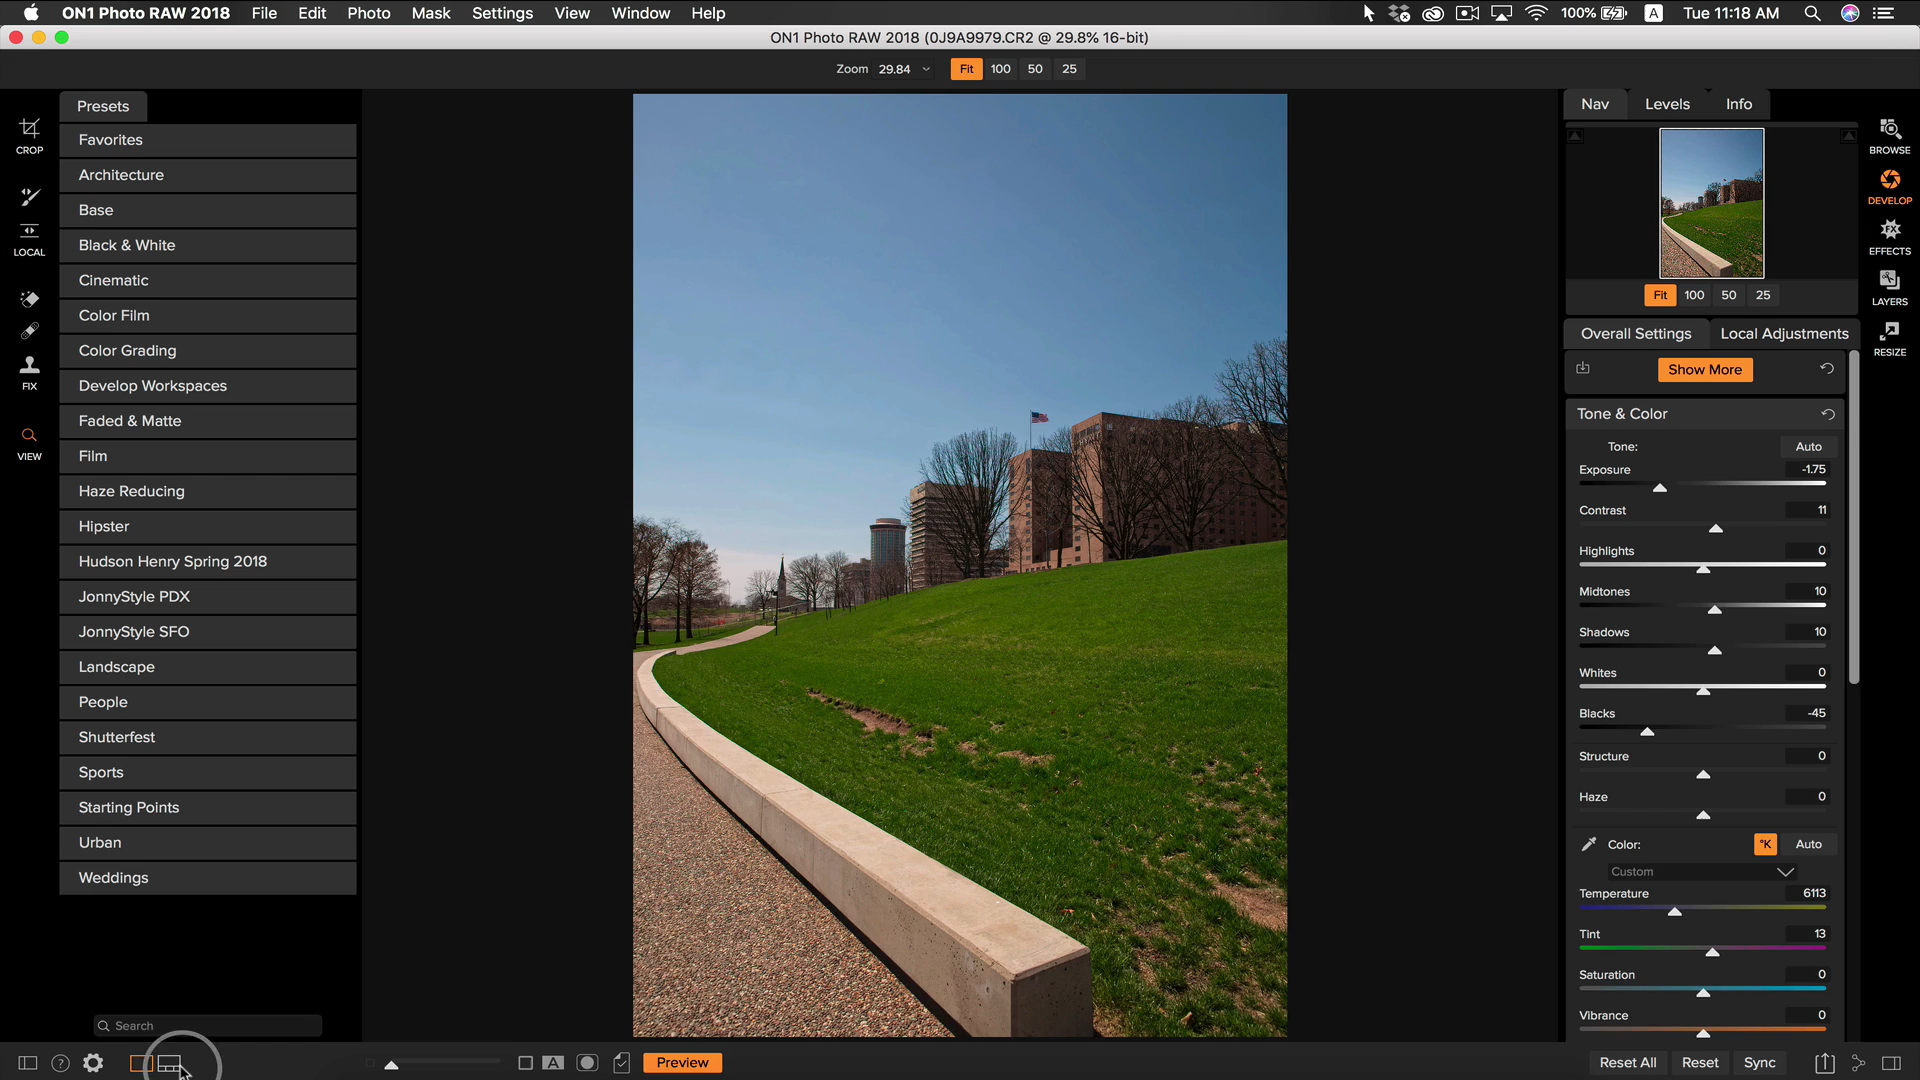 ON1 Photo RAW 2018 File Edit Photo Mask Settings View Window Help 100% A Tue 11:18 AM
ON1 Photo RAW 2018 (0J9A9979.CR2 @ 29.8% 16-bit)
Zoom 29.84 Fit 100 50 25
CROP
LOCAL
FIX
VIEW
Presets
Favorites
Architecture
Base
Black & White
Cinematic
Color Film
Color Grading
Develop Workspaces
Faded & Matte
Film
Haze Reducing
Hipster
Hudson Henry Spring 2018
JonnyStyle PDX
JonnyStyle SFO
Landscape
People
Shutterfest
Sports
Starting Points
Urban
Weddings
Search
Nav Levels Info
Fit 100 50 25
Overall Settings Local Adjustments
Show More
Tone & Color
Tone: Auto
Exposure -1.75
Contrast 11
Highlights 0
Midtones 10
Shadows 10
Whites 0
Blacks -45
Structure 0
Haze 0
Color: °K Auto
Custom
Temperature 6113
Tint 13
Saturation 0
Vibrance 0
BROWSE
DEVELOP
FX
EFFECTS
LAYERS
RESIZE
? A Preview Reset All Reset Sync